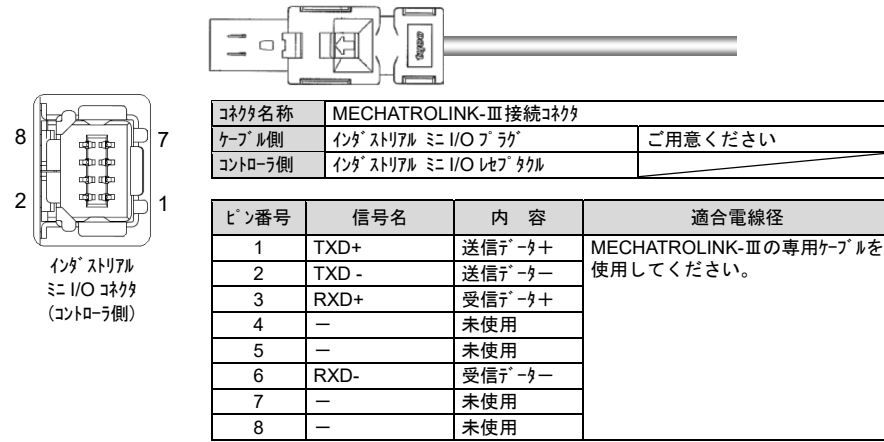 tyco
コネクタ名称 MECHATROLINK-Ⅲ接続コネクタ
ケーブル側 インダストリアル ミニ I/O プラグ ご用意ください
コントローラ側 インダストリアル ミニ I/O レセプタクル
8 7
2 1
インダストリアル
ミニ I/O コネクタ
(コントローラ側)
ピン番号 信号名 内 容 適合電線径
1 TXD+ 送信データ+ MECHATROLINK-Ⅲの専用ケーブルを
2 TXD - 送信データ- 使用してください。
3 RXD+ 受信データ+
4 - 未使用
5 - 未使用
6 RXD- 受信データ-
7 - 未使用
8 - 未使用